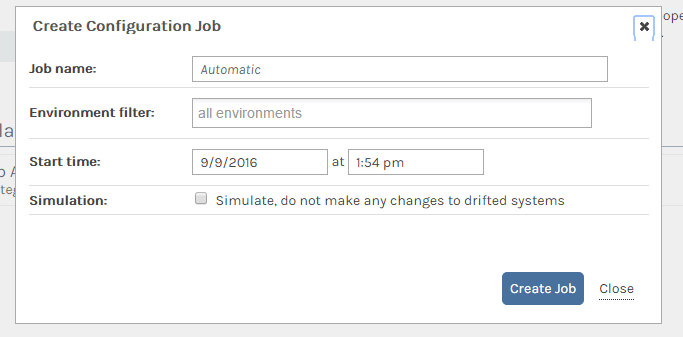 Create Configuration Job
Job name: Automatic
Environment filter: all environments
Start time: 9/9/2016 at 1:54 pm
Simulation: Simulate, do not make any changes to drifted systems
Create Job Close